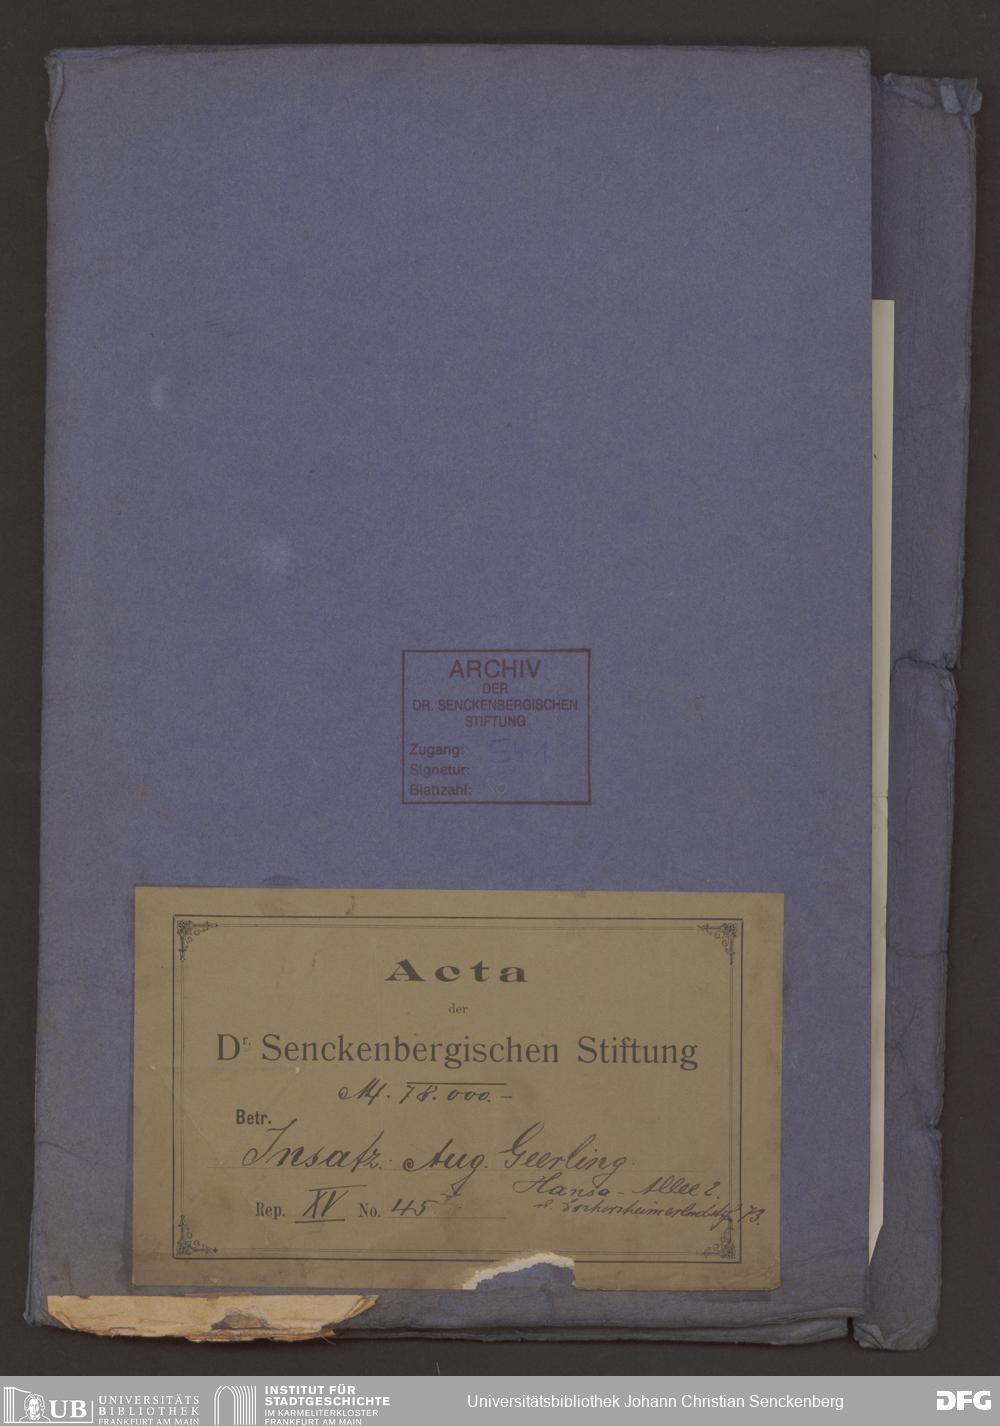 ARCHIV
DER
DR. SENCKENBERGISCHEN
STIFTUNG
Zugang: 541
Signatur:
Blattzahl:
Acta
der
Dr. Senckenbergischen Stiftung
M. 78.000.-
Betr.
Insatz. Aug. Geerling.
Hansa-Allee 2.
Rep. XV No. 45
73.
UB UNIVERSITÄTS
BIBLIOTHEK
FRANKFURT AM MAIN
INSTITUT FÜR
STADTGESCHICHTE
IM KARMELITERKLOSTER
FRANKFURT AM MAIN
Universitätsbibliothek Johann Christian Senckenberg
DFG